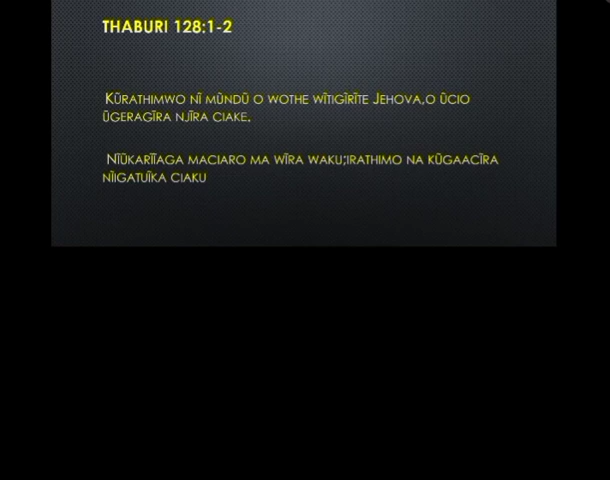 THABURI 128:1-2
KŨRATHIMWO NĨ MŨNDŨ O WOTHE WĨTIGĨRĨTE JEHOVA,O ŨCIO
ŨGERAGĨRA NJĨRA CIAKE.
NĨŨKARĨĨAGA MACIARO MA WĨRA WAKU;IRATHIMO NA KŨGAACĨRA
NĨIGATUĨKA CIAKU